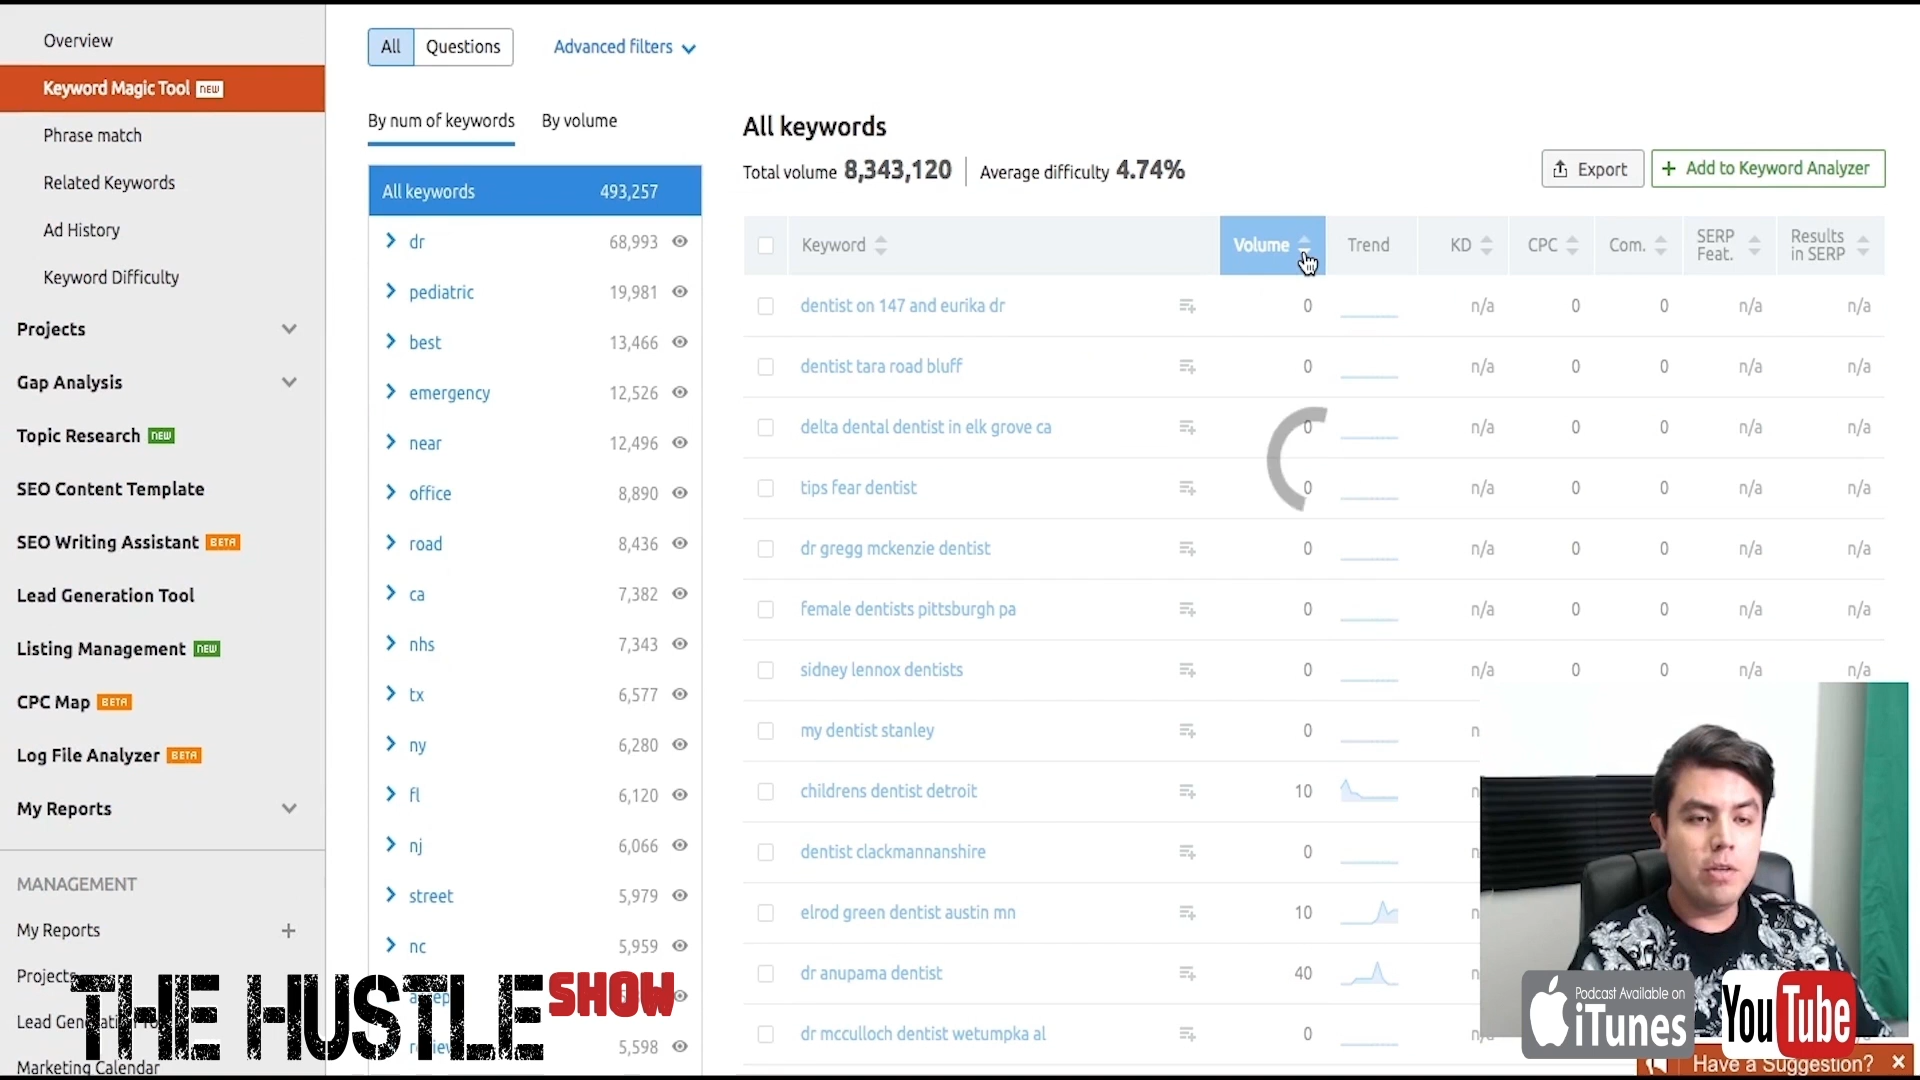 Overview
Keyword Magic Tool NEW
Phrase match
Related Keywords
Ad History
Keyword Difficulty
Projects
Gap Analysis
Topic Research NEW
SEO Content Template
SEO Writing Assistant BETA
Lead Generation Tool
Listing Management NEW
CPC Map BETA
Log File Analyzer BETA
My Reports
MANAGEMENT
My Reports +
Projects
Marketing Calendar
All Questions Advanced filters
By num of keywords By volume
All keywords 493,257
dr 68,993
pediatric 19,981
best 13,466
emergency 12,526
near 12,496
office 8,890
road 8,436
ca 7,382
nhs 7,343
tx 6,577
ny 6,280
fl 6,120
nj 6,066
street 5,979
nc 5,959
5,598
All keywords
Total volume 8,343,120 Average difficulty 4.74%
Export + Add to Keyword Analyzer
Keyword Volume Trend KD CPC Com. SERP Feat. Results in SERP
dentist on 147 and eurika dr 0 n/a 0 0 n/a n/a
dentist tara road bluff 0 n/a 0 0 n/a n/a
delta dental dentist in elk grove ca 0 n/a 0 0 n/a n/a
tips fear dentist 0 n/a 0 0 n/a n/a
dr gregg mckenzie dentist 0 n/a 0 0 n/a n/a
female dentists pittsburgh pa 0 n/a 0 0 n/a n/a
sidney lennox dentists 0 n/a 0 0 n/a n/a
my dentist stanley 0
childrens dentist detroit 10
dentist clackmannanshire 0
elrod green dentist austin mn 10
dr anupama dentist 40
dr mcculloch dentist wetumpka al 0
THE HUSTLE SHOW
Podcast Available on
iTunes
YouTube
Have a Suggestion?